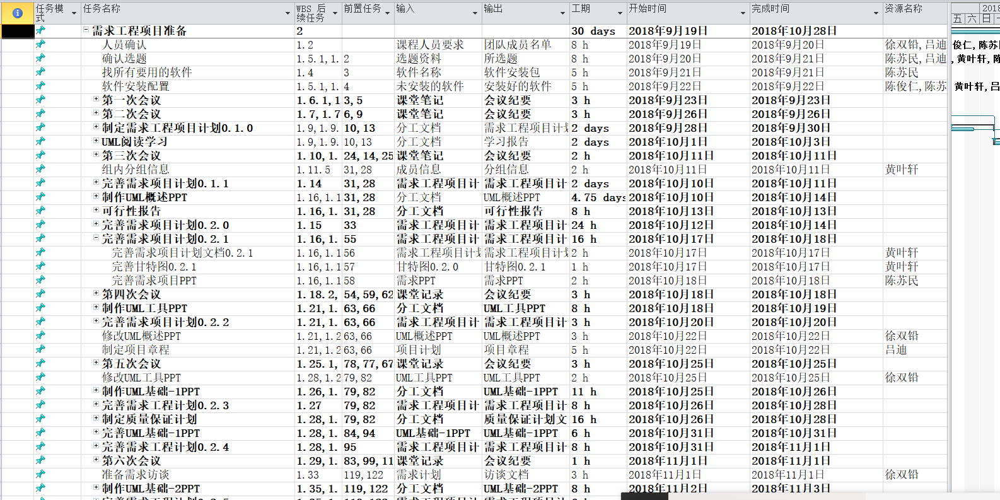 任务模式 任务名称 WBS 后续任务 前置任务 输入 输出 工期 开始时间 完成时间 资源名称 2018
五 六 日
需求工程项目准备 2 30 days 2018年9月19日 2018年10月28日
人员确认 1.2 课程人员要求 团队成员名单 8 h 2018年9月19日 2018年9月20日 徐双铅,吕迪 俊仁,陈苏
确认选题 1.5.1,1. 2 选题资料 所选题 8 h 2018年9月20日 2018年9月21日 陈苏民,吕迪 ,黄叶轩,陈
找所有要用的软件 1.4 3 软件名称 软件安装包 5 h 2018年9月21日 2018年9月21日 陈苏民
软件安装配置 1.5.1,1. 4 未安装的软件 安装好的软件 5 h 2018年9月22日 2018年9月22日 陈俊仁,陈苏 黄叶轩,吕
第一次会议 1.6.1,1 3,5 课堂笔记 会议纪要 3 h 2018年9月23日 2018年9月23日
第二次会议 1.7,1.7 6,9 课堂笔记 会议纪要 3 h 2018年9月26日 2018年9月26日
制定需求工程项目计划0.1.0 1.9,1.9. 10,13 分工文档 需求工程项目计划 2 days 2018年9月28日 2018年9月30日
UML阅读学习 1.9,1.9. 10,13 分工文档 学习报告 2 days 2018年10月1日 2018年10月3日
第三次会议 1.10,1. 24,14,25 课堂笔记 会议纪要 2 h 2018年10月11日 2018年10月11日
组内分组信息 1.11.5 31,28 成员信息 分组信息 2 h 2018年10月11日 2018年10月11日 黄叶轩
完善需求项目计划0.1.1 1.14 31,28 需求工程项目计 需求工程项目计 2 days 2018年10月10日 2018年10月11日
制作UML概述PPT 1.16,1.1 31,28 分工文档 UML概述PPT 4.75 days 2018年10月10日 2018年10月14日
可行性报告 1.16,1. 31,28 分工文档 可行性报告 8 h 2018年10月13日 2018年10月13日
完善需求项目计划0.2.0 1.15 33 需求工程项目计 需求工程项目计 24 h 2018年10月12日 2018年10月14日
完善需求项目计划0.2.1 1.16,1. 55 需求工程项目计 需求工程项目计 16 h 2018年10月17日 2018年10月18日
完善需求项目计划文档0.2.1 1.16,1.1 56 需求工程项目计划 需求工程项目计划 2 h 2018年10月17日 2018年10月17日 黄叶轩
完善甘特图0.2.1 1.16,1.1 57 甘特图0.2.0 甘特图0.2.1 1 h 2018年10月17日 2018年10月17日 黄叶轩
完善需求项目PPT 1.16,1.1 58 需求PPT 需求PPT 2 h 2018年10月18日 2018年10月18日 陈苏民
第四次会议 1.18.2, 54,59,62 课堂记录 会议纪要 3 h 2018年10月18日 2018年10月18日
制作UML工具PPT 1.21,1. 63,66 分工文档 UML工具PPT 8 h 2018年10月18日 2018年10月19日
完善需求项目计划0.2.2 1.21,1. 63,66 需求工程项目计 需求工程项目计 8 h 2018年10月20日 2018年10月20日
修改UML概述PPT 1.21,1.2 63,66 UML概述PPT UML概述PPT 3 h 2018年10月22日 2018年10月22日 徐双铅
制定项目章程 1.21,1.2 63,66 项目计划 项目章程 5 h 2018年10月22日 2018年10月22日 吕迪
第五次会议 1.25.1, 78,77,67 课堂记录 会议纪要 3 h 2018年10月25日 2018年10月25日
修改UML工具PPT 1.28,1.2 79,82 UML工具PPT UML工具PPT 2 h 2018年10月25日 2018年10月25日 徐双铅
制作UML基础-1PPT 1.26,1. 79,82 分工文档 UML基础-1PPT 11 h 2018年10月25日 2018年10月26日
完善需求工程计划0.2.3 1.27 79,82 需求工程项目计 需求工程项目计 8 h 2018年10月26日 2018年10月28日
制定质量保证计划 1.28,1. 79,82 分工文档 质量保证计划文 16 h 2018年10月26日 2018年10月28日
完善UML基础-1PPT 1.28,1. 84,94 UML基础-1PPT UML基础-1PPT 6 h 2018年10月31日 2018年10月31日
完善需求工程计划0.2.4 1.28,1. 95 需求工程项目计 需求工程项目计 8 h 2018年10月31日 2018年11月1日
第六次会议 1.29,1. 83,99,11 课堂记录 会议纪要 1 h 2018年11月1日 2018年11月1日
准备需求访谈 1.33 119,122 需求计划 访谈文档 3 h 2018年11月1日 2018年11月1日 徐双铅
制作UML基础-2PPT 1.35,1. 119,122 分工文档 UML基础-2PPT 8 h 2018年11月2日 2018年11月3日